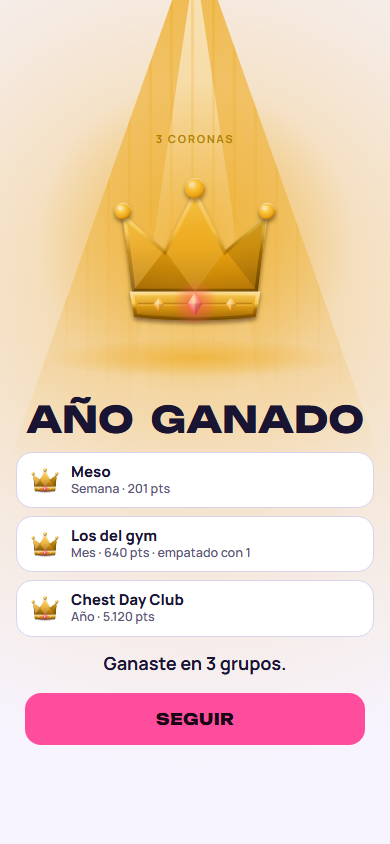 3 CORONAS
AÑO GANADO
Meso
Semana · 201 pts
Los del gym
Mes · 640 pts · empatado con 1
Chest Day Club
Año · 5.120 pts
Ganaste en 3 grupos.
SEGUIR